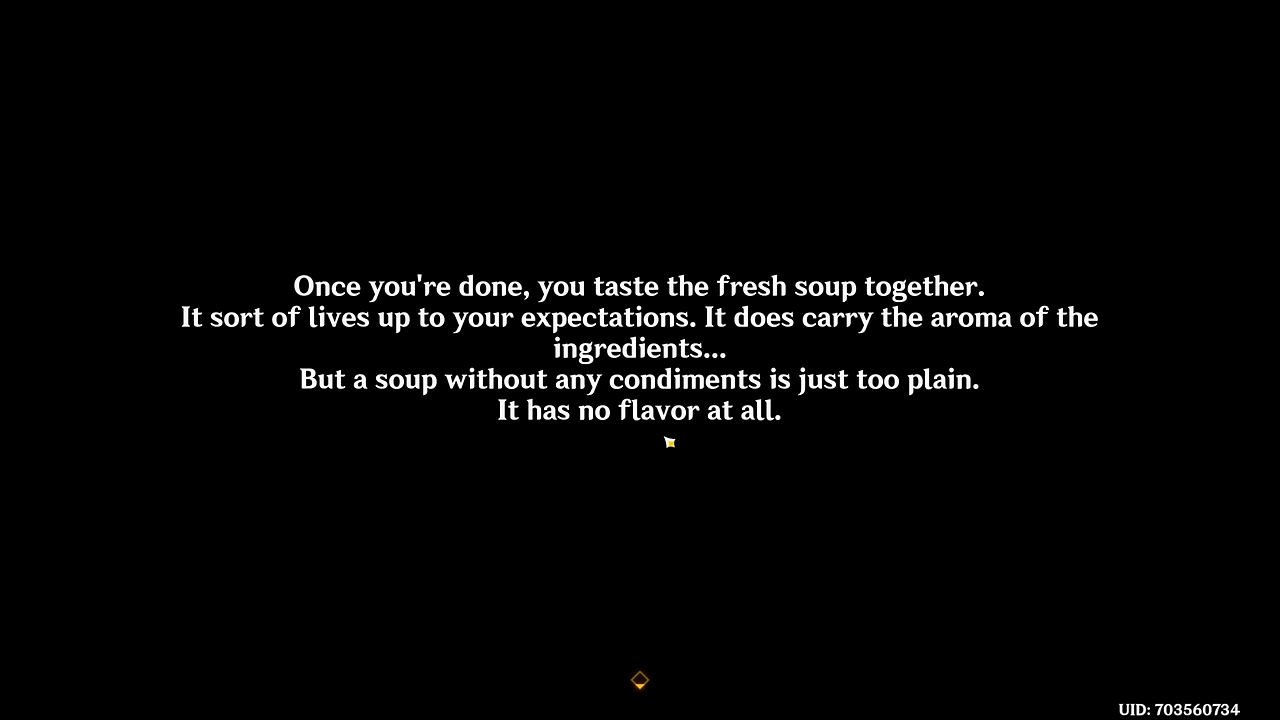 Once you're done, you taste the fresh soup together.
It sort of lives up to your expectations. It does carry the aroma of the
ingredients...
But a soup without any condiments is just too plain.
It has no flavor at all.
UID: 703560734